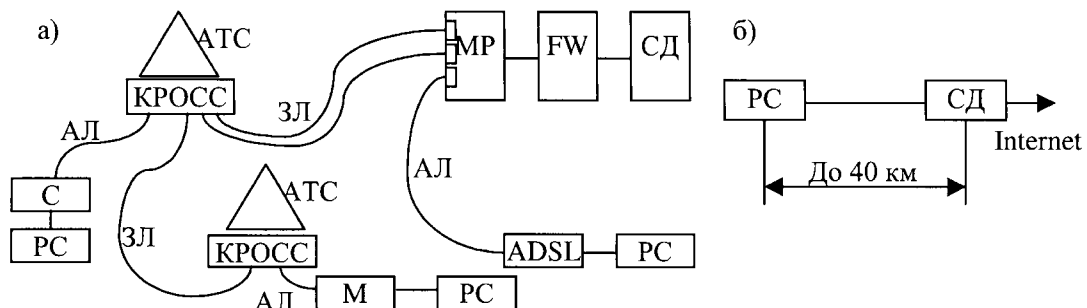 а)
АТС
КРОСС
АЛ
ЗЛ
С
РС
ЗЛ
АТС
КРОСС
АЛ
М
РС
МР
FW
СД
АЛ
ADSL
РС
б)
РС
СД
Internet
До 40 км